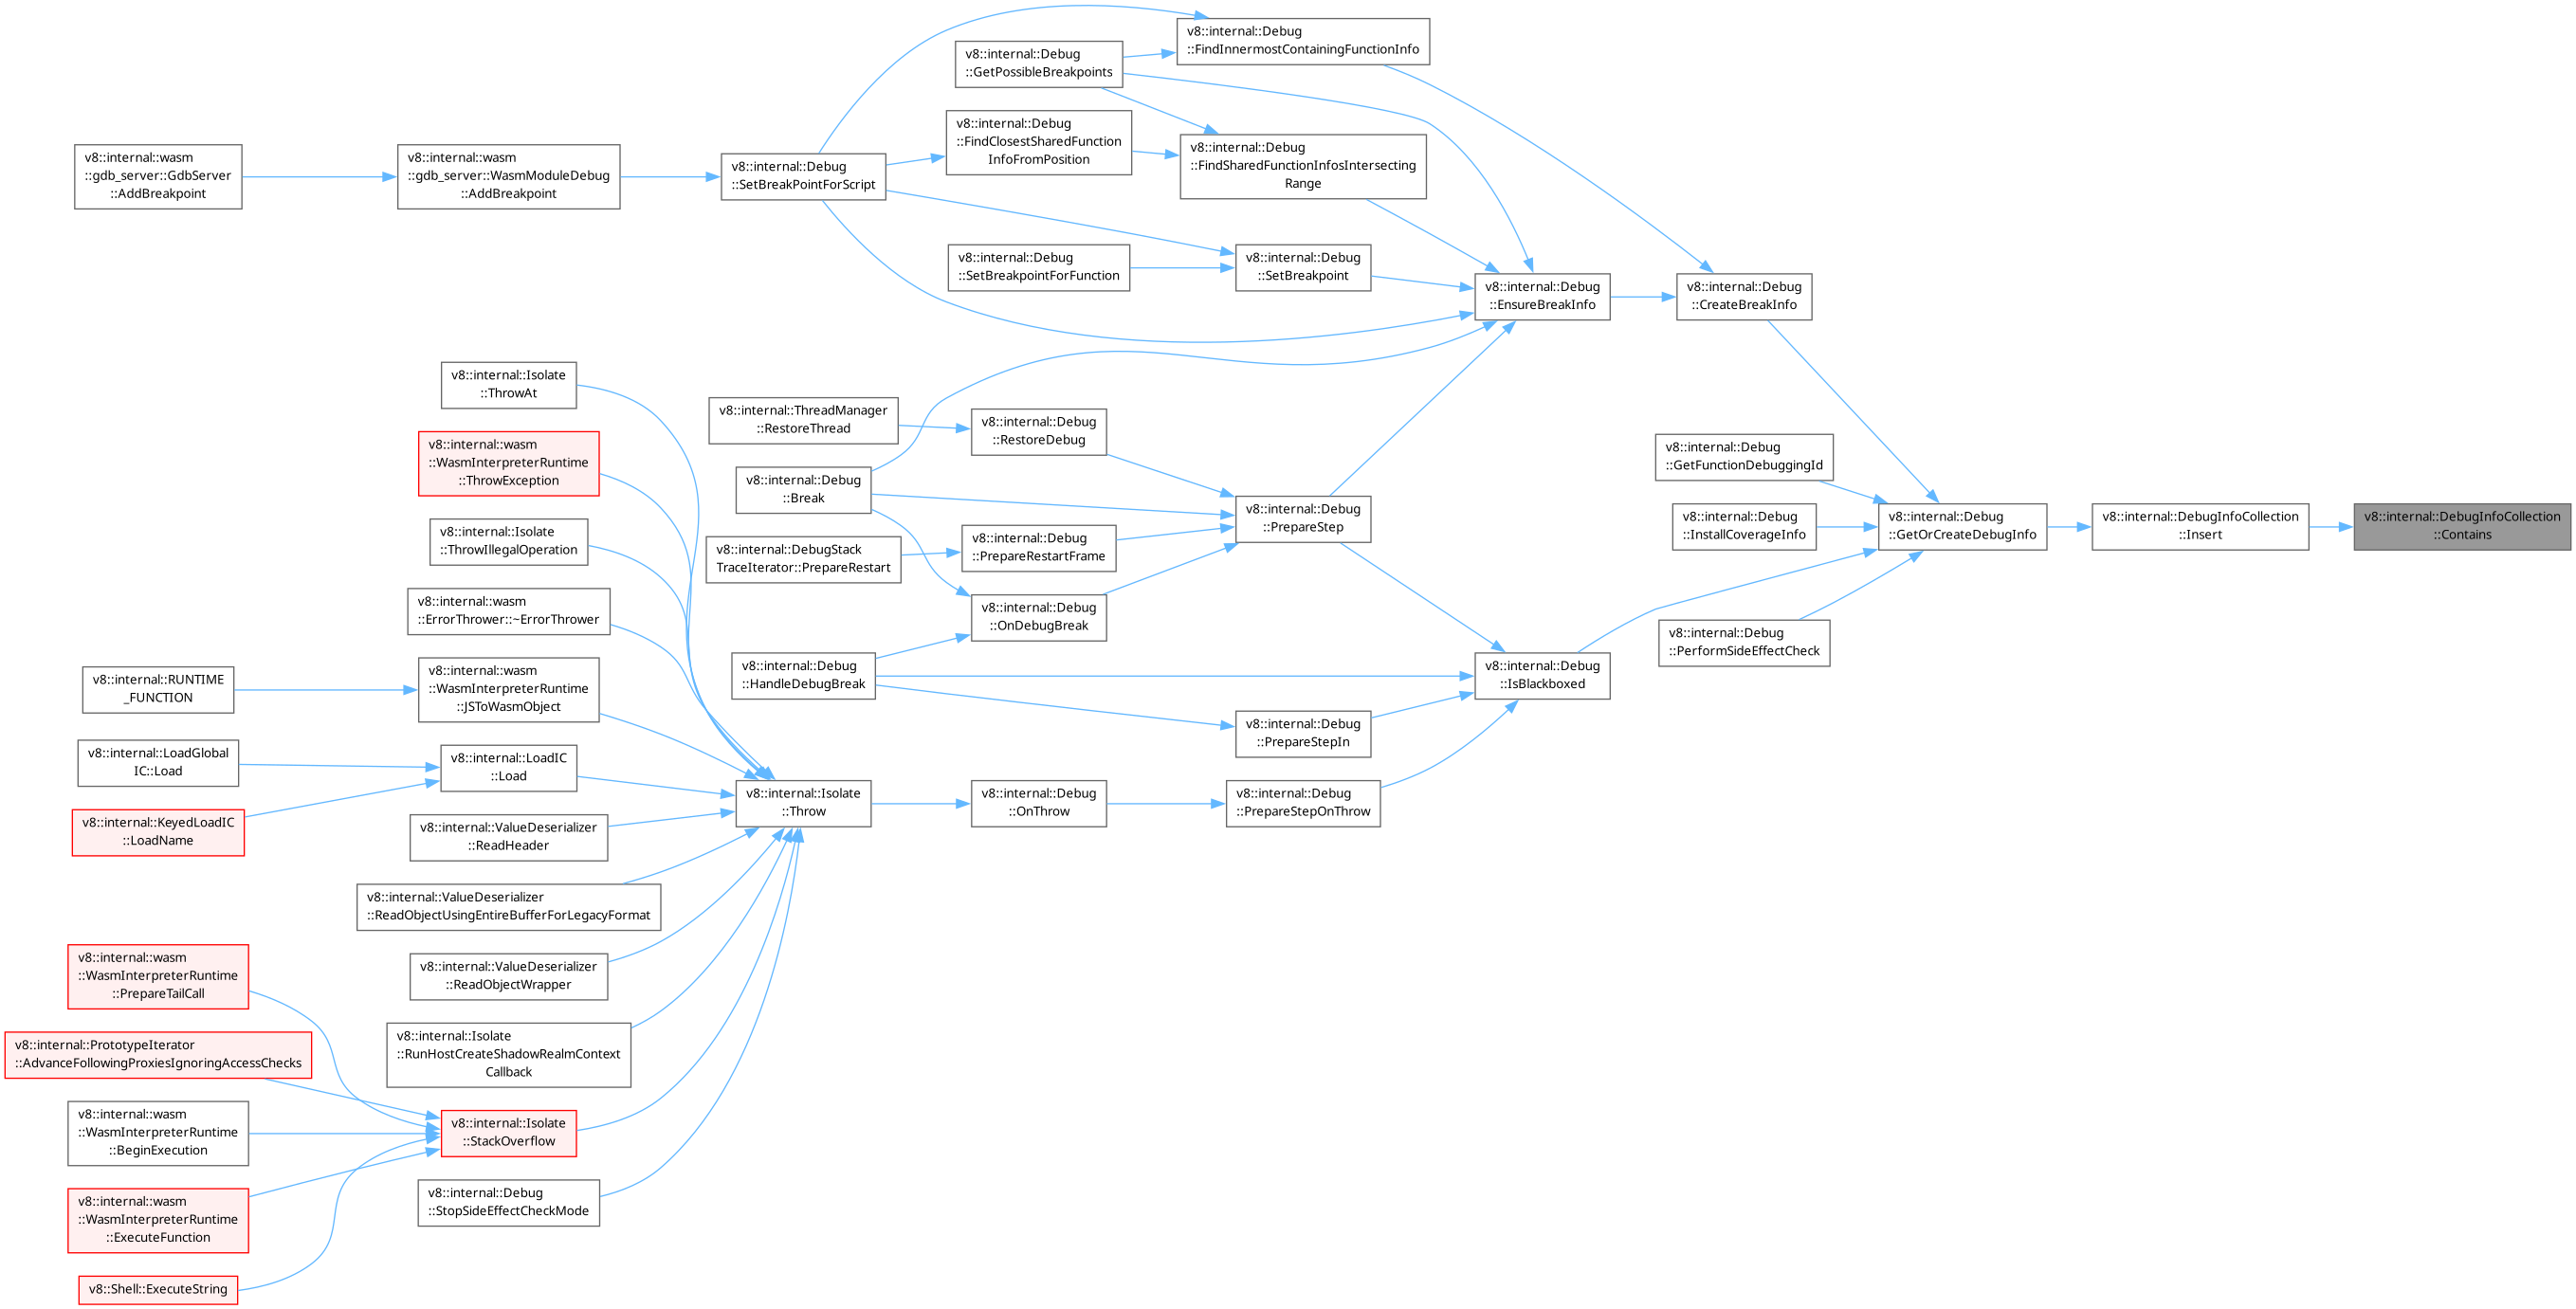 v8::internal::Debug
::FindInnermostContainingFunctionInfo
v8::internal::Debug
::GetPossibleBreakpoints
v8::internal::Debug
::FindClosestSharedFunction
InfoFromPosition
v8::internal::Debug
::FindSharedFunctionInfosIntersecting
Range
v8::internal::wasm
::gdb_server::GdbServer
::AddBreakpoint
v8::internal::wasm
::gdb_server::WasmModuleDebug
::AddBreakpoint
v8::internal::Debug
::SetBreakPointForScript
v8::internal::Debug
::SetBreakpointForFunction
v8::internal::Debug
::SetBreakpoint
v8::internal::Debug
::EnsureBreakInfo
v8::internal::Debug
::CreateBreakInfo
v8::internal::Isolate
::ThrowAt
v8::internal::ThreadManager
::RestoreThread
v8::internal::Debug
::RestoreDebug
v8::internal::wasm
::WasmInterpreterRuntime
::ThrowException
v8::internal::Debug
::GetFunctionDebuggingId
v8::internal::Debug
::Break
v8::internal::Debug
::PrepareStep
v8::internal::Debug
::InstallCoverageInfo
v8::internal::Debug
::GetOrCreateDebugInfo
v8::internal::DebugInfoCollection
::Insert
v8::internal::DebugInfoCollection
::Contains
v8::internal::Isolate
::ThrowIllegalOperation
v8::internal::DebugStack
TraceIterator::PrepareRestart
v8::internal::Debug
::PrepareRestartFrame
v8::internal::wasm
::ErrorThrower::~ErrorThrower
v8::internal::Debug
::OnDebugBreak
v8::internal::Debug
::PerformSideEffectCheck
v8::internal::RUNTIME
_FUNCTION
v8::internal::wasm
::WasmInterpreterRuntime
::JSToWasmObject
v8::internal::Debug
::HandleDebugBreak
v8::internal::Debug
::IsBlackboxed
v8::internal::Debug
::PrepareStepIn
v8::internal::LoadGlobal
IC::Load
v8::internal::LoadIC
::Load
v8::internal::Isolate
::Throw
v8::internal::Debug
::OnThrow
v8::internal::Debug
::PrepareStepOnThrow
v8::internal::KeyedLoadIC
::LoadName
v8::internal::ValueDeserializer
::ReadHeader
v8::internal::ValueDeserializer
::ReadObjectUsingEntireBufferForLegacyFormat
v8::internal::wasm
::WasmInterpreterRuntime
::PrepareTailCall
v8::internal::ValueDeserializer
::ReadObjectWrapper
v8::internal::PrototypeIterator
::AdvanceFollowingProxiesIgnoringAccessChecks
v8::internal::Isolate
::RunHostCreateShadowRealmContext
Callback
v8::internal::wasm
::WasmInterpreterRuntime
::BeginExecution
v8::internal::Isolate
::StackOverflow
v8::internal::wasm
::WasmInterpreterRuntime
::ExecuteFunction
v8::internal::Debug
::StopSideEffectCheckMode
v8::Shell::ExecuteString